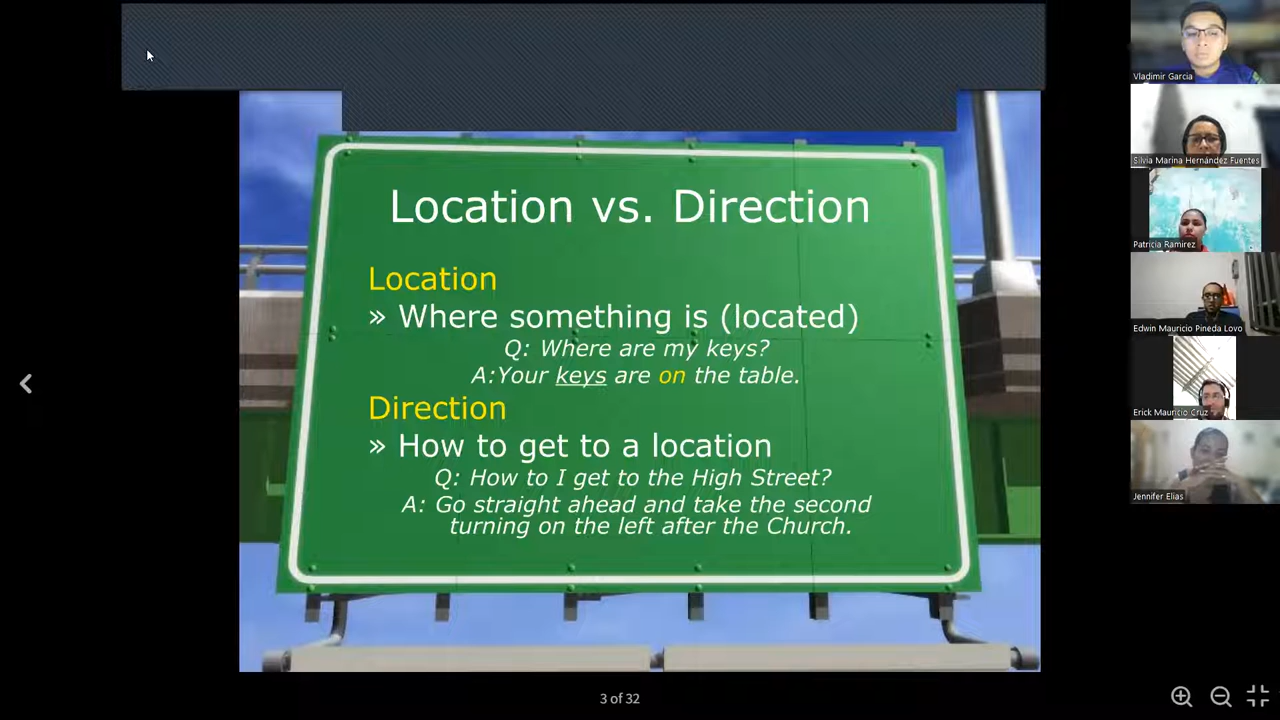 Location vs. Direction
Location
» Where something is (located)
Q: Where are my keys?
A:Your keys are on the table.
Direction
» How to get to a location
Q: How to I get to the High Street?
A: Go straight ahead and take the second
turning on the left after the Church.
3 of 32
Vladimir Garcia
Silvia Marina Hernández Fuentes
Patricia Ramirez
Edwin Mauricio Pineda Lovo
Erick Mauricio Cruz
Jennifer Elias